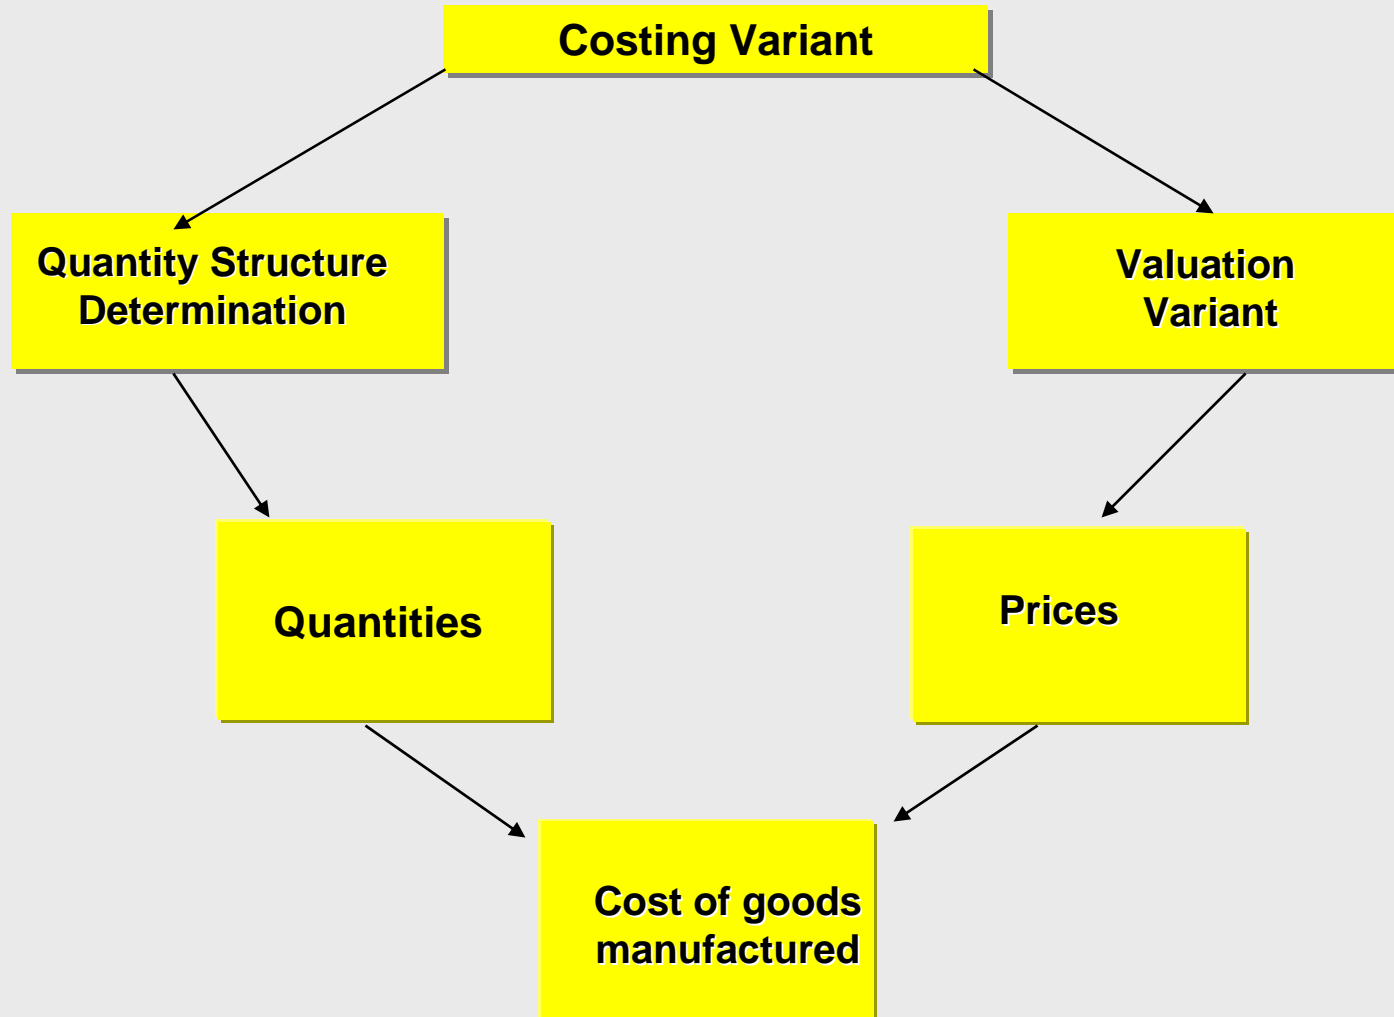 Costing Variant
Quantity Structure
Determination
Valuation
Variant
Quantities
Prices
Cost of goods
manufactured